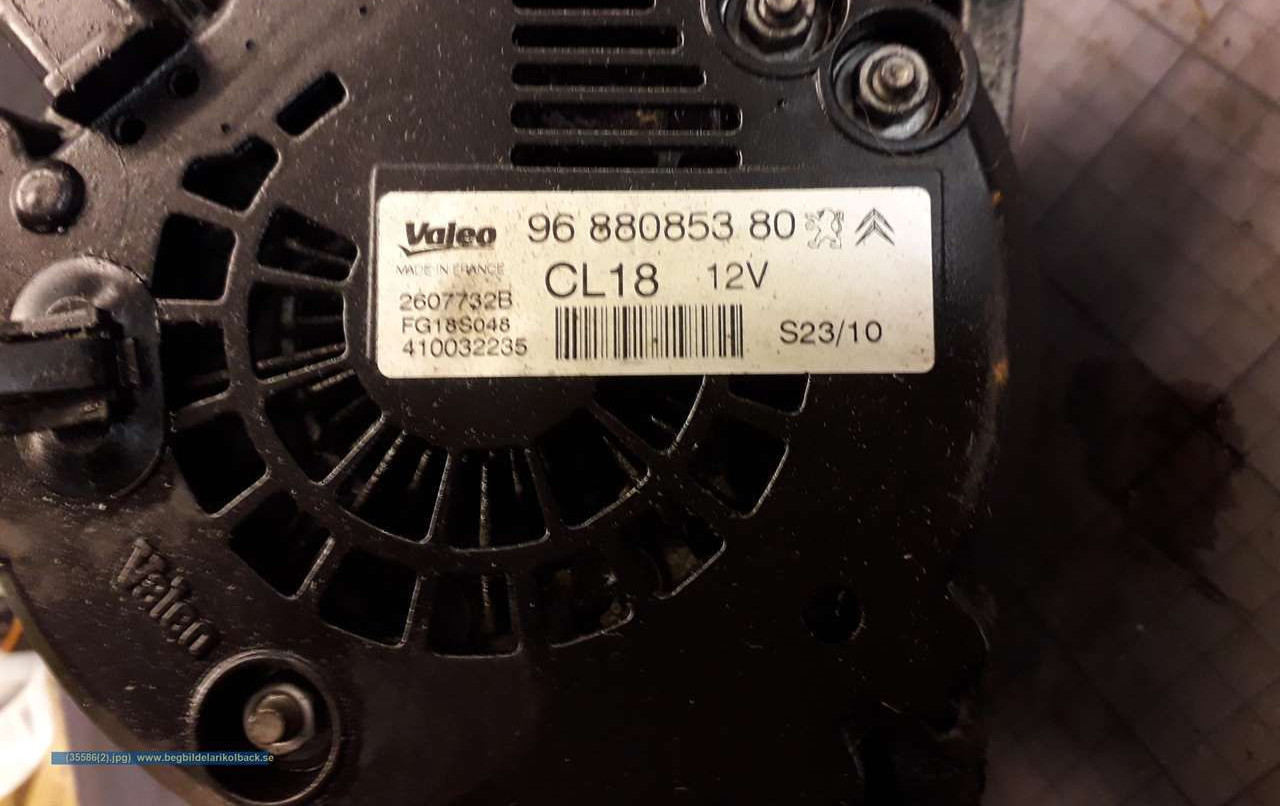 Valeo 96 880853 80
MADE IN FRANCE
CL18 12V
2607732B
FG18S048
410032235
S23/10
Valeo
(35586(2).jpg) www.begbildelarikolback.se